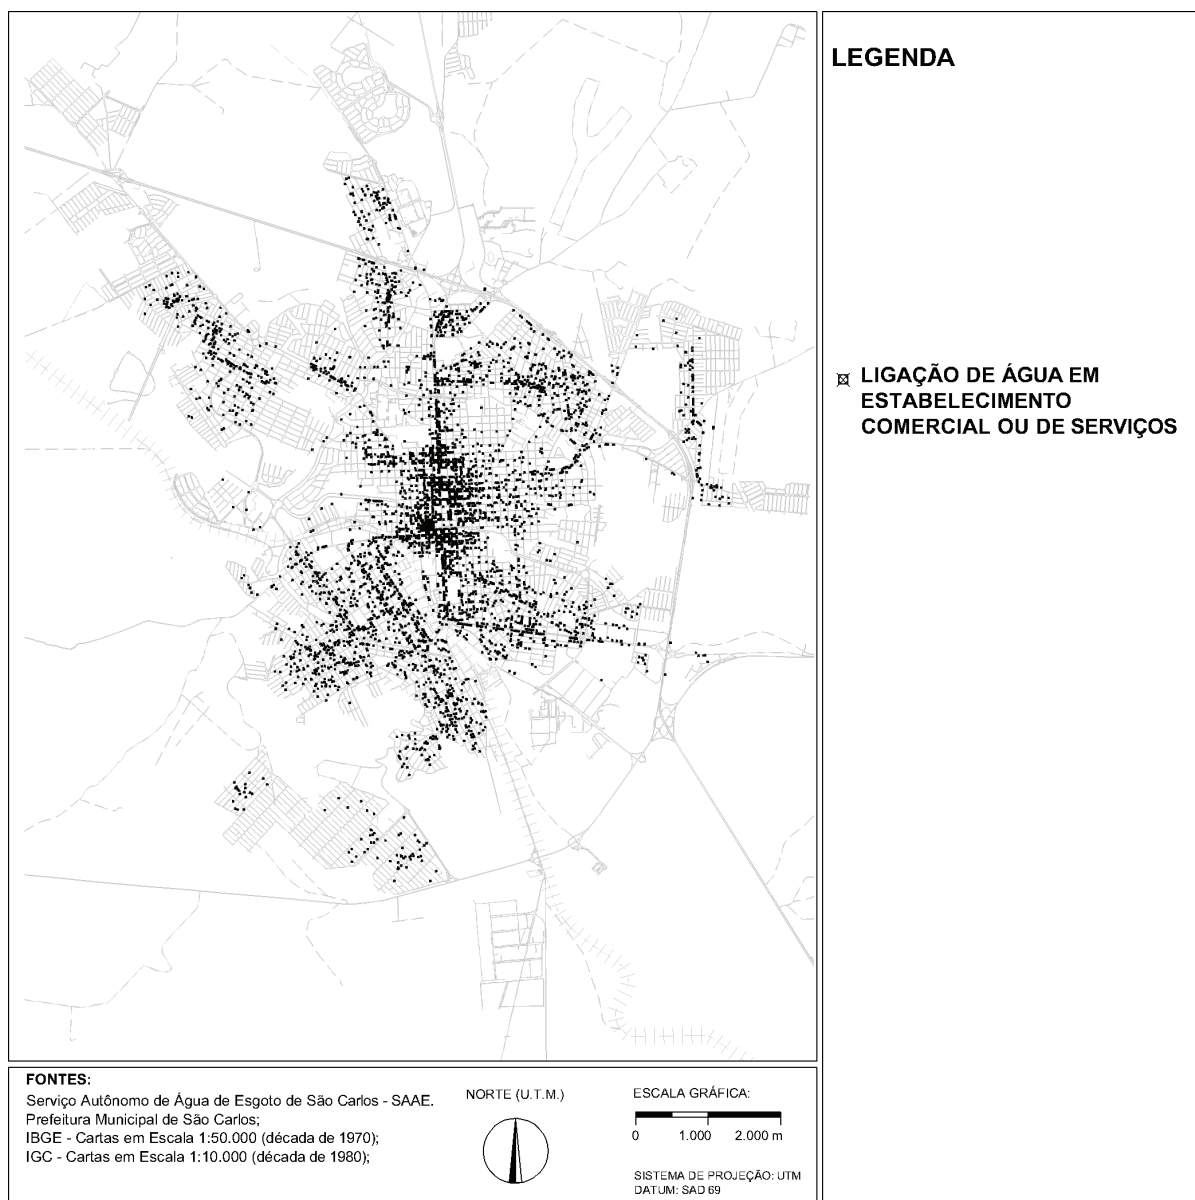 LEGENDA
LIGAÇÃO DE ÁGUA EM
ESTABELECIMENTO
COMERCIAL OU DE SERVIÇOS
FONTES:
Serviço Autônomo de Água de Esgoto de São Carlos - SAAE.
Prefeitura Municipal de São Carlos;
IBGE - Cartas em Escala 1:50.000 (década de 1970);
IGC - Cartas em Escala 1:10.000 (década de 1980);
NORTE (U.T.M.)
ESCALA GRÁFICA:
0 1.000 2.000 m
SISTEMA DE PROJEÇÃO: UTM
DATUM: SAD 69